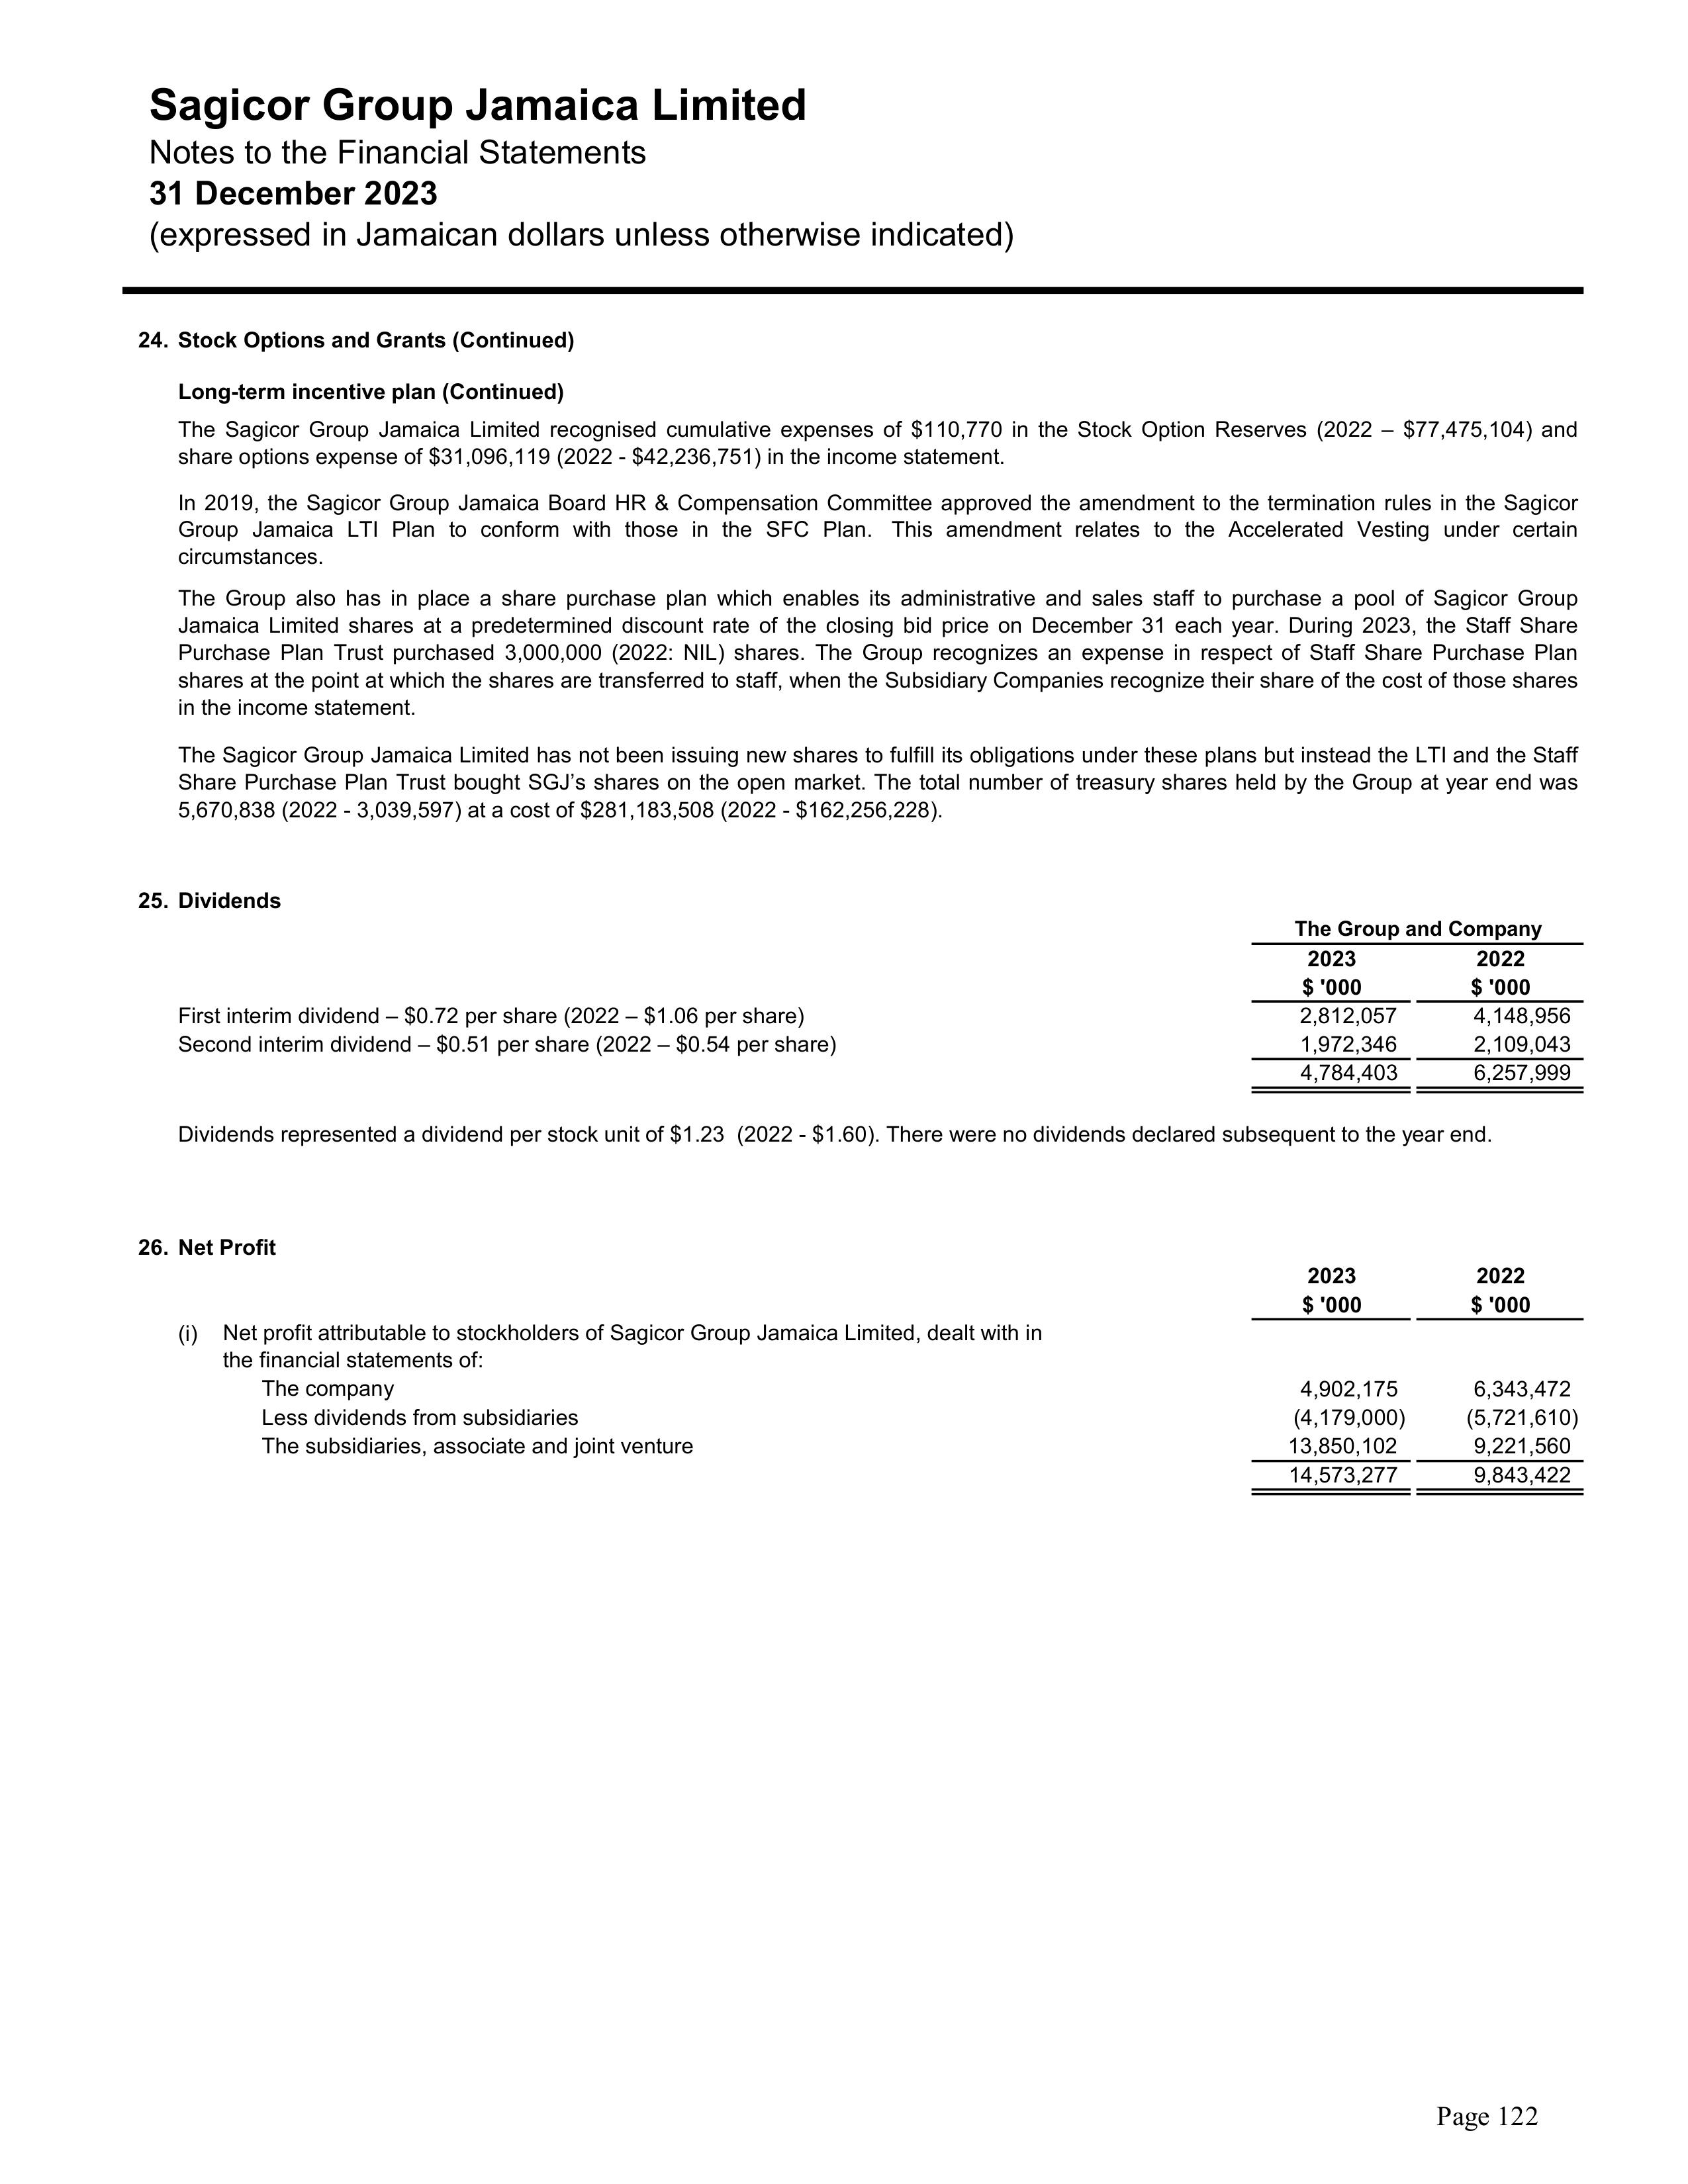 Sagicor Group Jamaica Limited
Notes to the Financial Statements
31 December 2023
(expressed in Jamaican dollars unless otherwise indicated)
24. Stock Options and Grants (Continued)
Long-term incentive plan (Continued)
The Sagicor Group Jamaica Limited recognised cumulative expenses of $110,770 in the Stock Option Reserves (2022 – $77,475,104) and
share options expense of $31,096,119 (2022 - $42,236,751) in the income statement.
In 2019, the Sagicor Group Jamaica Board HR & Compensation Committee approved the amendment to the termination rules in the Sagicor
Group Jamaica LTI Plan to conform with those in the SFC Plan. This amendment relates to the Accelerated Vesting under certain
circumstances.
The Group also has in place a share purchase plan which enables its administrative and sales staff to purchase a pool of Sagicor Group
Jamaica Limited shares at a predetermined discount rate of the closing bid price on December 31 each year. During 2023, the Staff Share
Purchase Plan Trust purchased 3,000,000 (2022: NIL) shares. The Group recognizes an expense in respect of Staff Share Purchase Plan
shares at the point at which the shares are transferred to staff, when the Subsidiary Companies recognize their share of the cost of those shares
in the income statement.
The Sagicor Group Jamaica Limited has not been issuing new shares to fulfill its obligations under these plans but instead the LTI and the Staff
Share Purchase Plan Trust bought SGJ's shares on the open market. The total number of treasury shares held by the Group at year end was
5,670,838 (2022 - 3,039,597) at a cost of $281,183,508 (2022 - $162,256,228).
25. Dividends
The Group and Company
2023 2022
$ '000 $ '000
First interim dividend – $0.72 per share (2022 – $1.06 per share) 2,812,057 4,148,956
Second interim dividend – $0.51 per share (2022 – $0.54 per share) 1,972,346 2,109,043
4,784,403 6,257,999
Dividends represented a dividend per stock unit of $1.23 (2022 - $1.60). There were no dividends declared subsequent to the year end.
26. Net Profit
2023 2022
$ '000 $ '000
(i) Net profit attributable to stockholders of Sagicor Group Jamaica Limited, dealt with in
the financial statements of:
The company 4,902,175 6,343,472
Less dividends from subsidiaries (4,179,000) (5,721,610)
The subsidiaries, associate and joint venture 13,850,102 9,221,560
14,573,277 9,843,422
Page 122